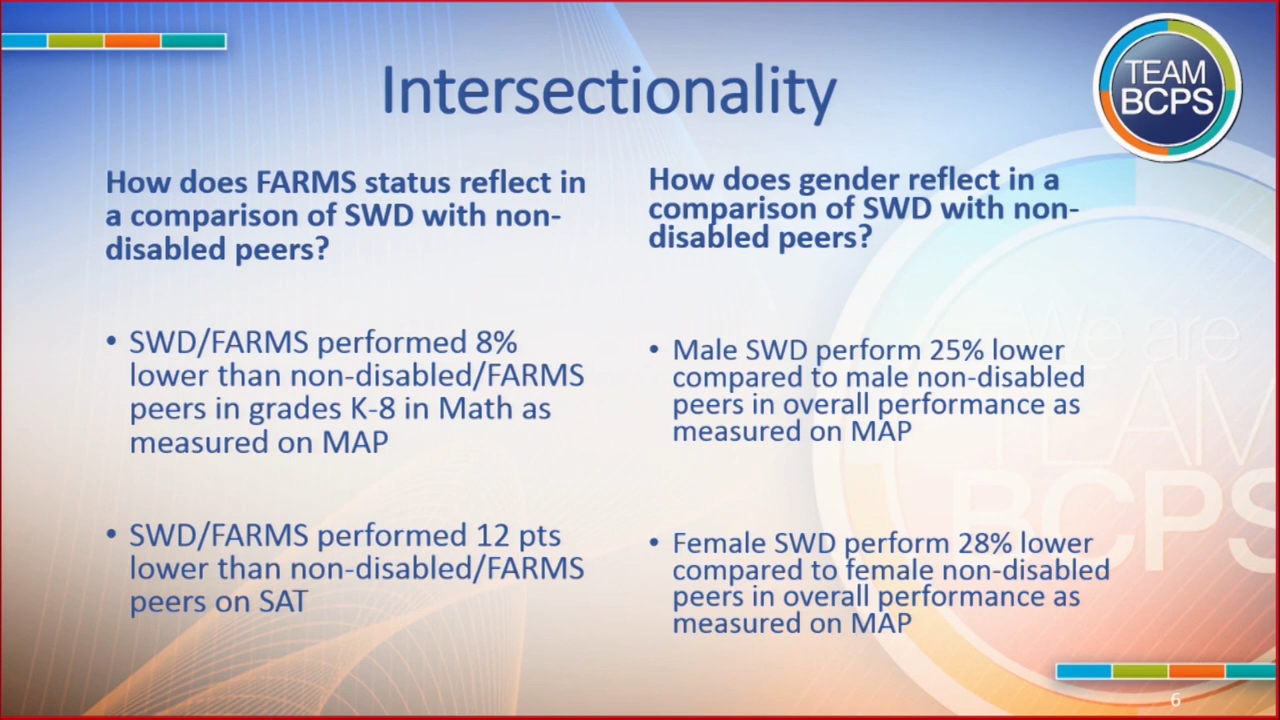 TEAM
BCPS
Intersectionality
How does FARMS status reflect in
a comparison of SWD with non-
disabled peers?
• SWD/FARMS performed 8%
lower than non-disabled/FARMS
peers in grades K-8 in Math as
measured on MAP
• SWD/FARMS performed 12 pts
lower than non-disabled/FARMS
peers on SAT
How does gender reflect in a
comparison of SWD with non-
disabled peers?
• Male SWD perform 25% lower
compared to male non-disabled
peers in overall performance as
measured on MAP
• Female SWD perform 28% lower
compared to female non-disabled
peers in overall performance as
measured on MAP
We are
TEAM
BCPS
6